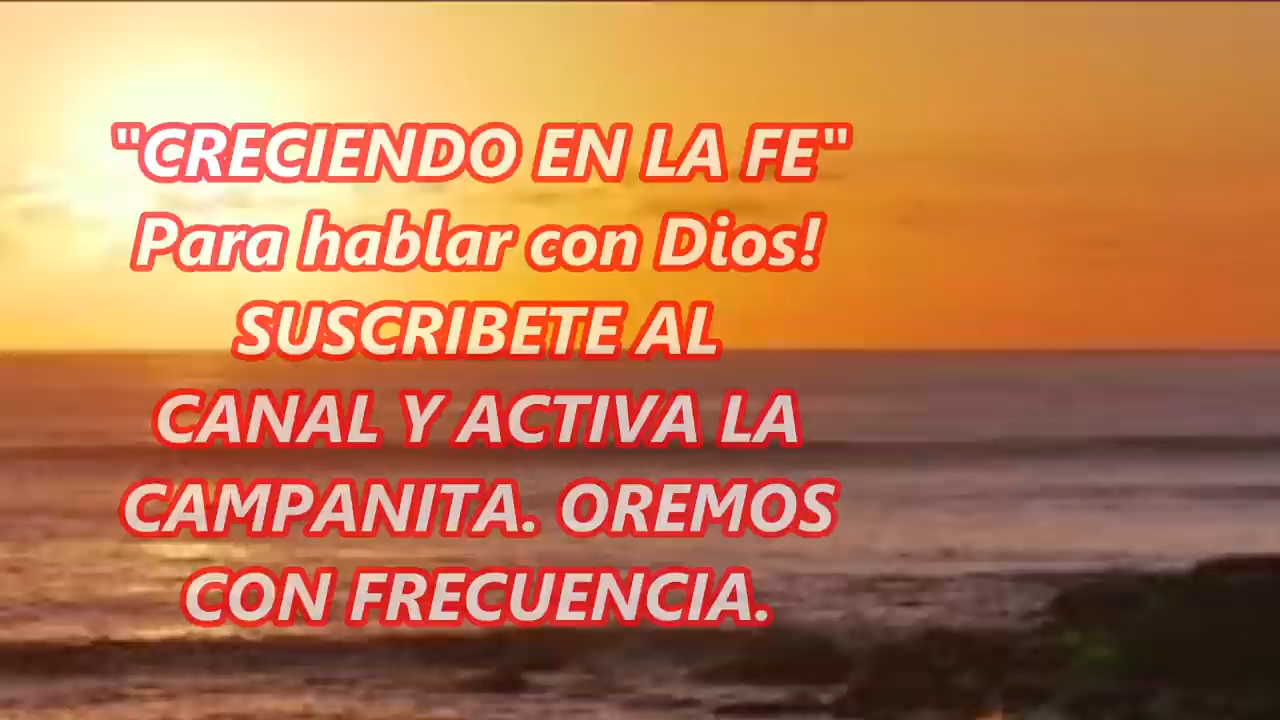 "CRECIENDO EN LA FE"
Para hablar con Dios!
SUSCRIBETE AL
CANAL Y ACTIVA LA
CAMPANITA. OREMOS
CON FRECUENCIA.